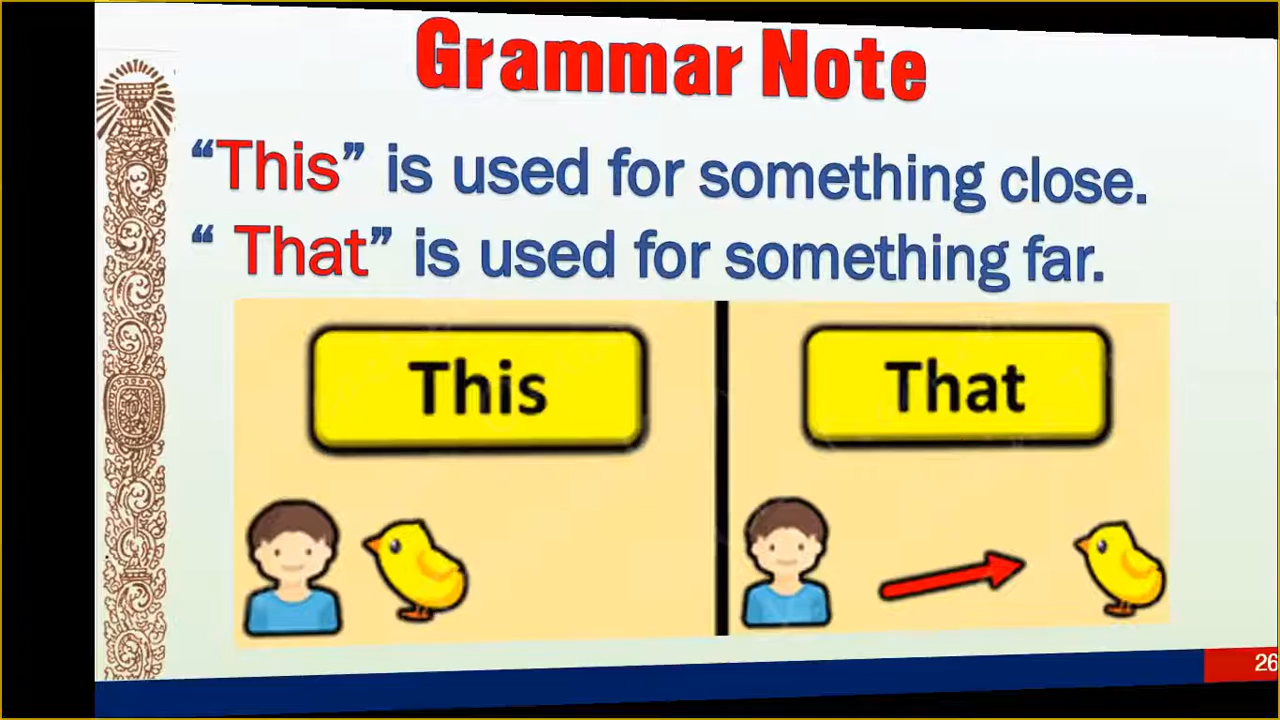 Grammar Note
“This” is used for something close.
“ That” is used for something far.
This
That
26